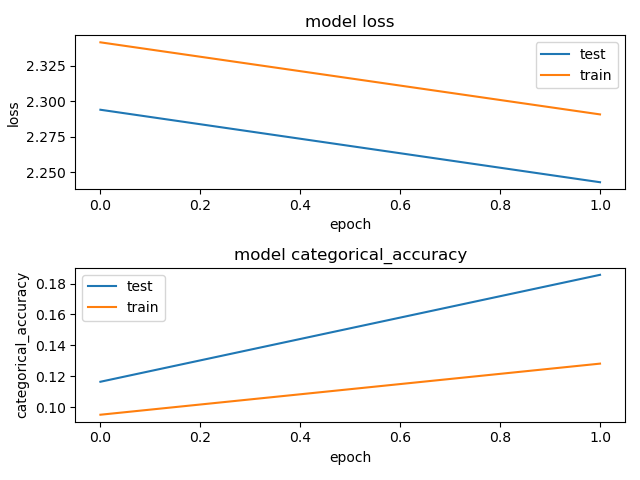 model loss
loss
2.325
2.300
2.275
2.250
test
train
0.0 0.2 0.4 0.6 0.8 1.0
epoch
model categorical_accuracy
categorical_accuracy
0.18
0.16
0.14
0.12
0.10
test
train
0.0 0.2 0.4 0.6 0.8 1.0
epoch